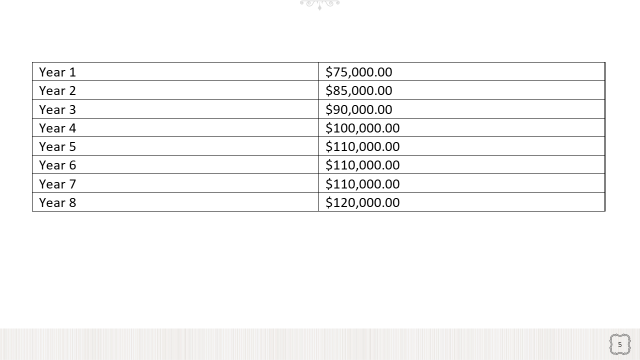 Year 1 $75,000.00
Year 2 $85,000.00
Year 3 $90,000.00
Year 4 $100,000.00
Year 5 $110,000.00
Year 6 $110,000.00
Year 7 $110,000.00
Year 8 $120,000.00
5